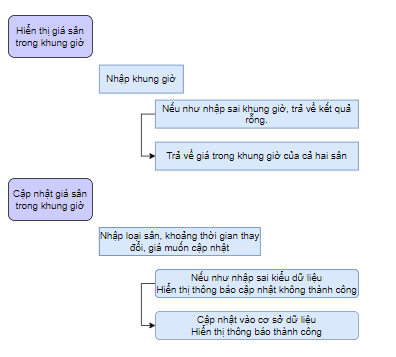 Hiển thị giá sân
trong khung giờ
Nhập khung giờ
Nếu như nhập sai khung giờ, trả về kết quả
rỗng.
Trả về giá trong khung giờ của cả hai sân
Cập nhật giá sân
trong khung giờ
Nhập loại sân, khoảng thời gian thay
đổi, giá muốn cập nhật
Nếu như nhập sai kiểu dữ liệu
Hiển thị thông báo cập nhật không thành công
Cập nhật vào cơ sở dữ liệu
Hiển thị thông báo thành công